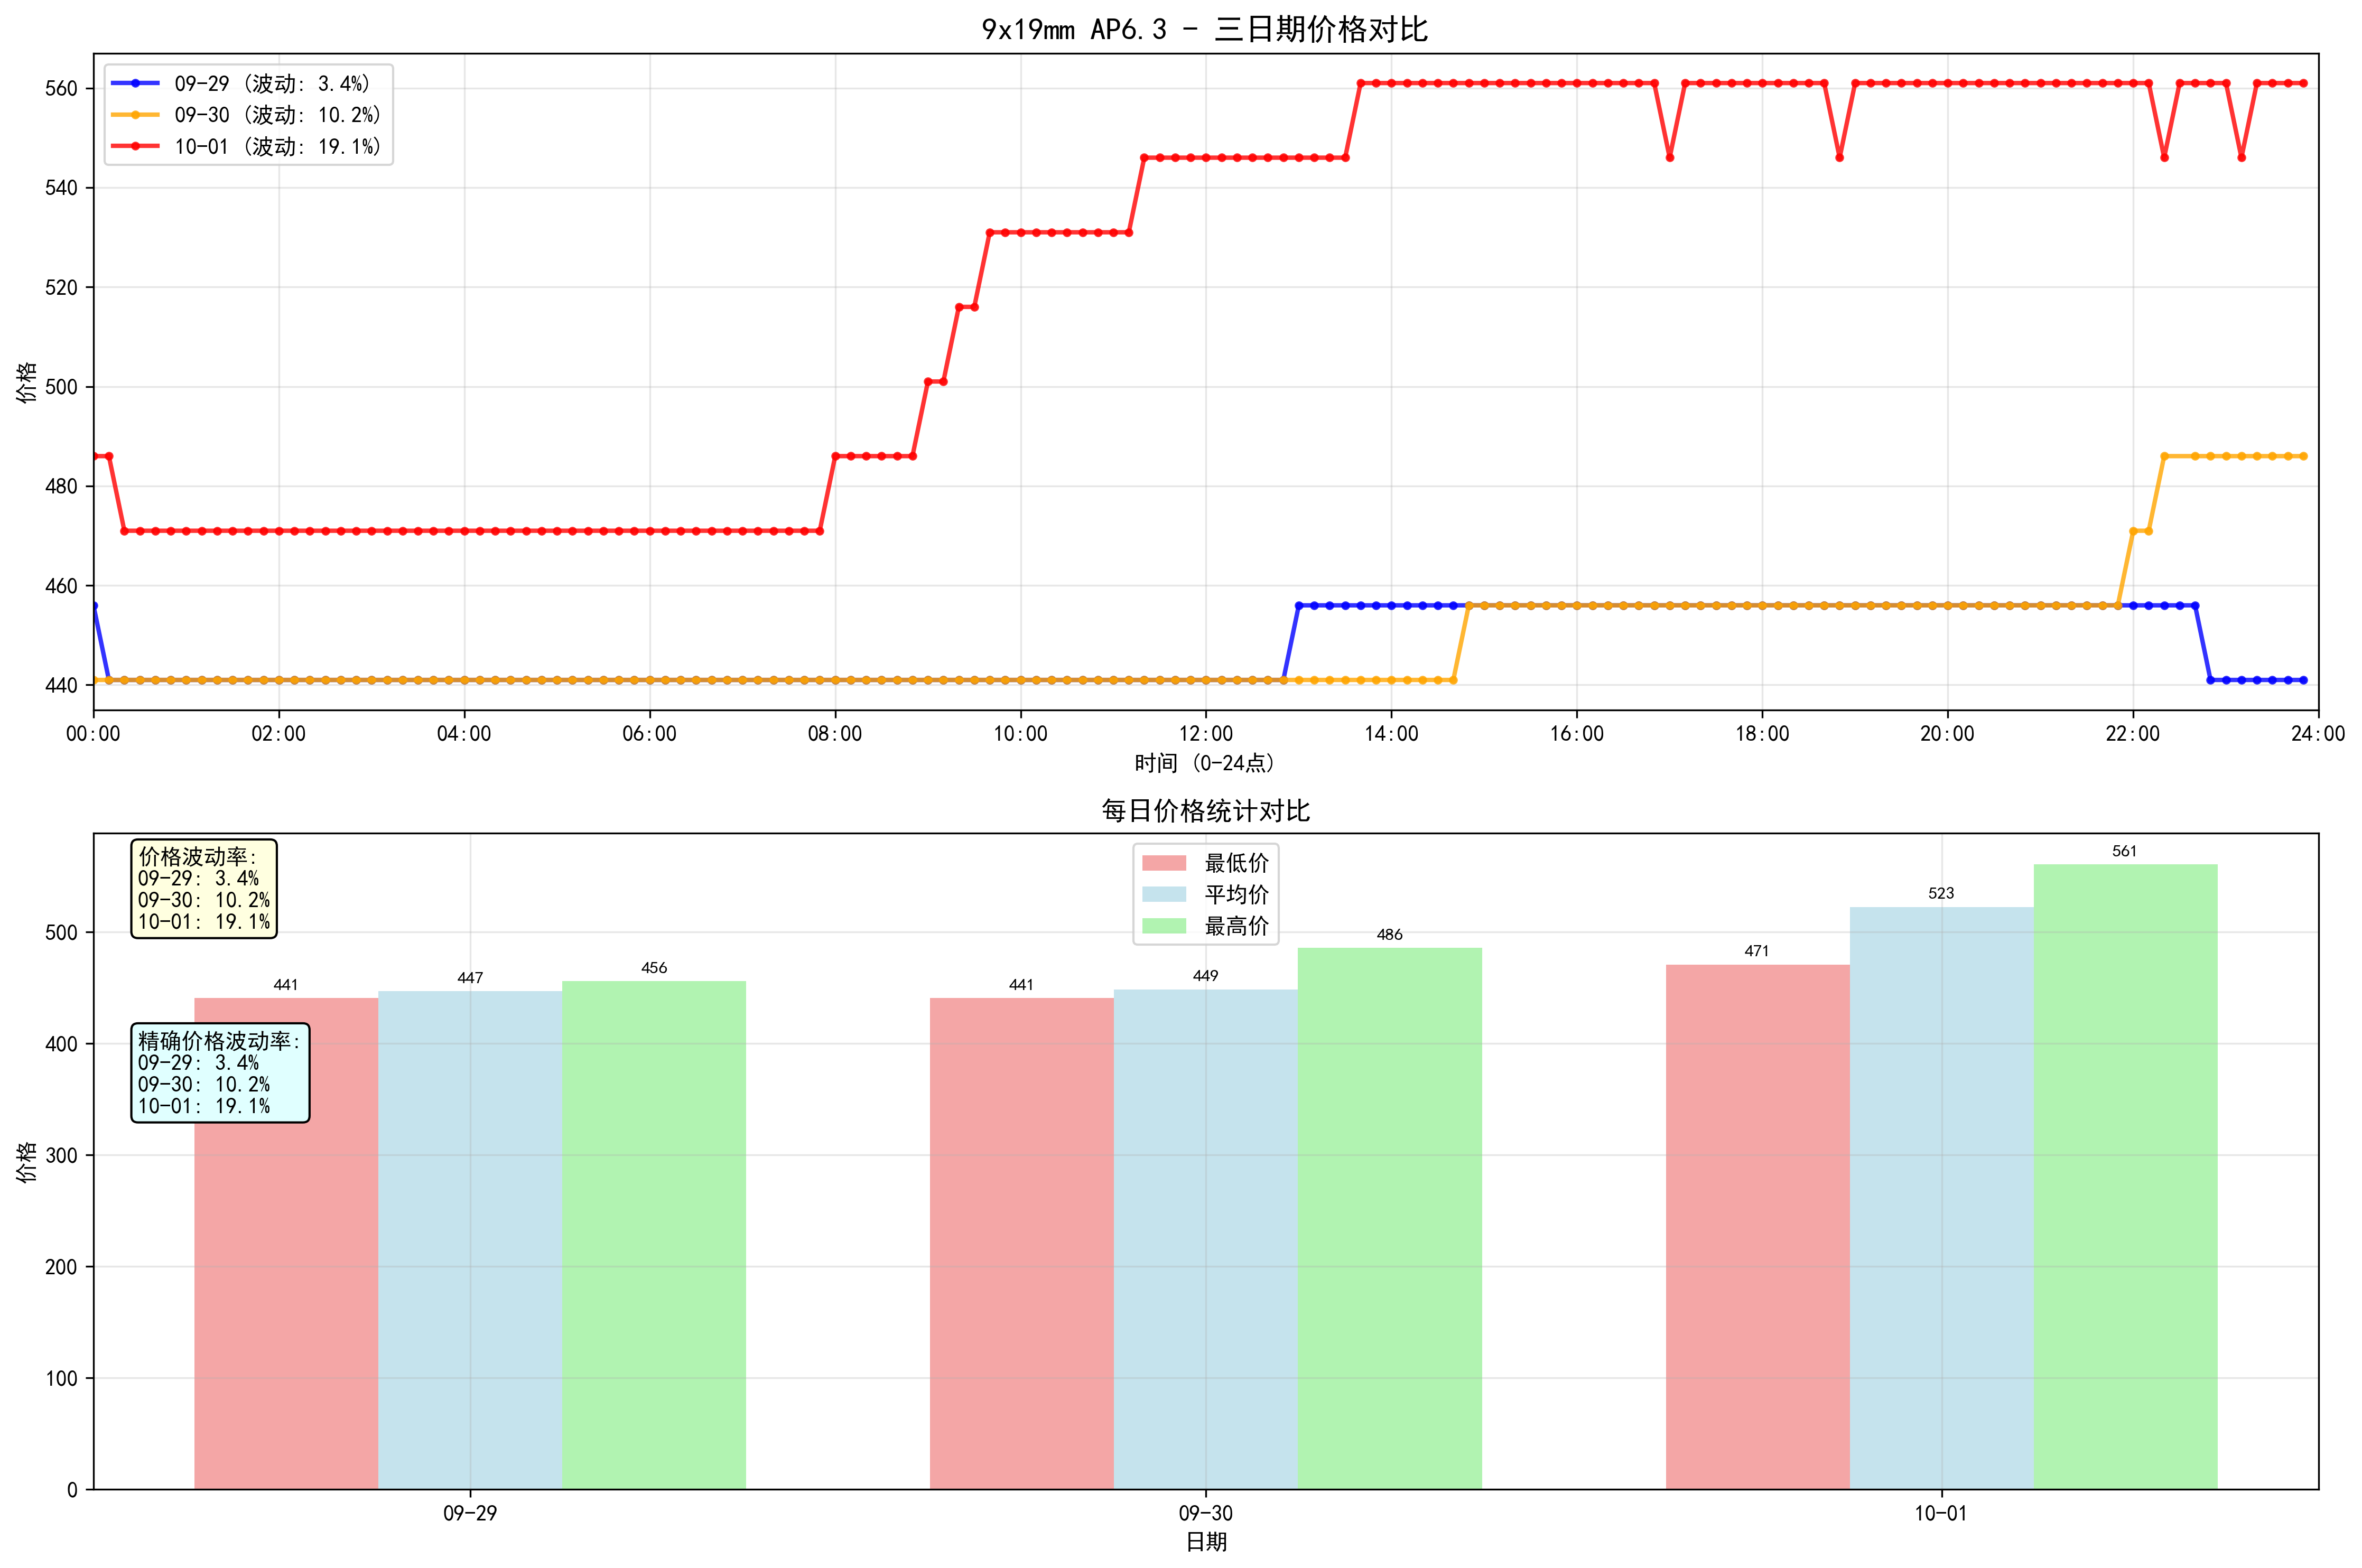 9x19mm AP6.3 - 三日期价格对比
09-29 (波动: 3.4%)
09-30 (波动: 10.2%)
10-01 (波动: 19.1%)
价格
560
540
520
500
480
460
440
00:00 02:00 04:00 06:00 08:00 10:00 12:00 14:00 16:00 18:00 20:00 22:00 24:00
时间 (0-24点)
每日价格统计对比
价格波动率:
09-29: 3.4%
09-30: 10.2%
10-01: 19.1%
精确价格波动率:
09-29: 3.4%
09-30: 10.2%
10-01: 19.1%
最低价
平均价
最高价
441 447 456 441 449 486 471 523 561
价格
500
400
300
200
100
0
09-29 09-30 10-01
日期